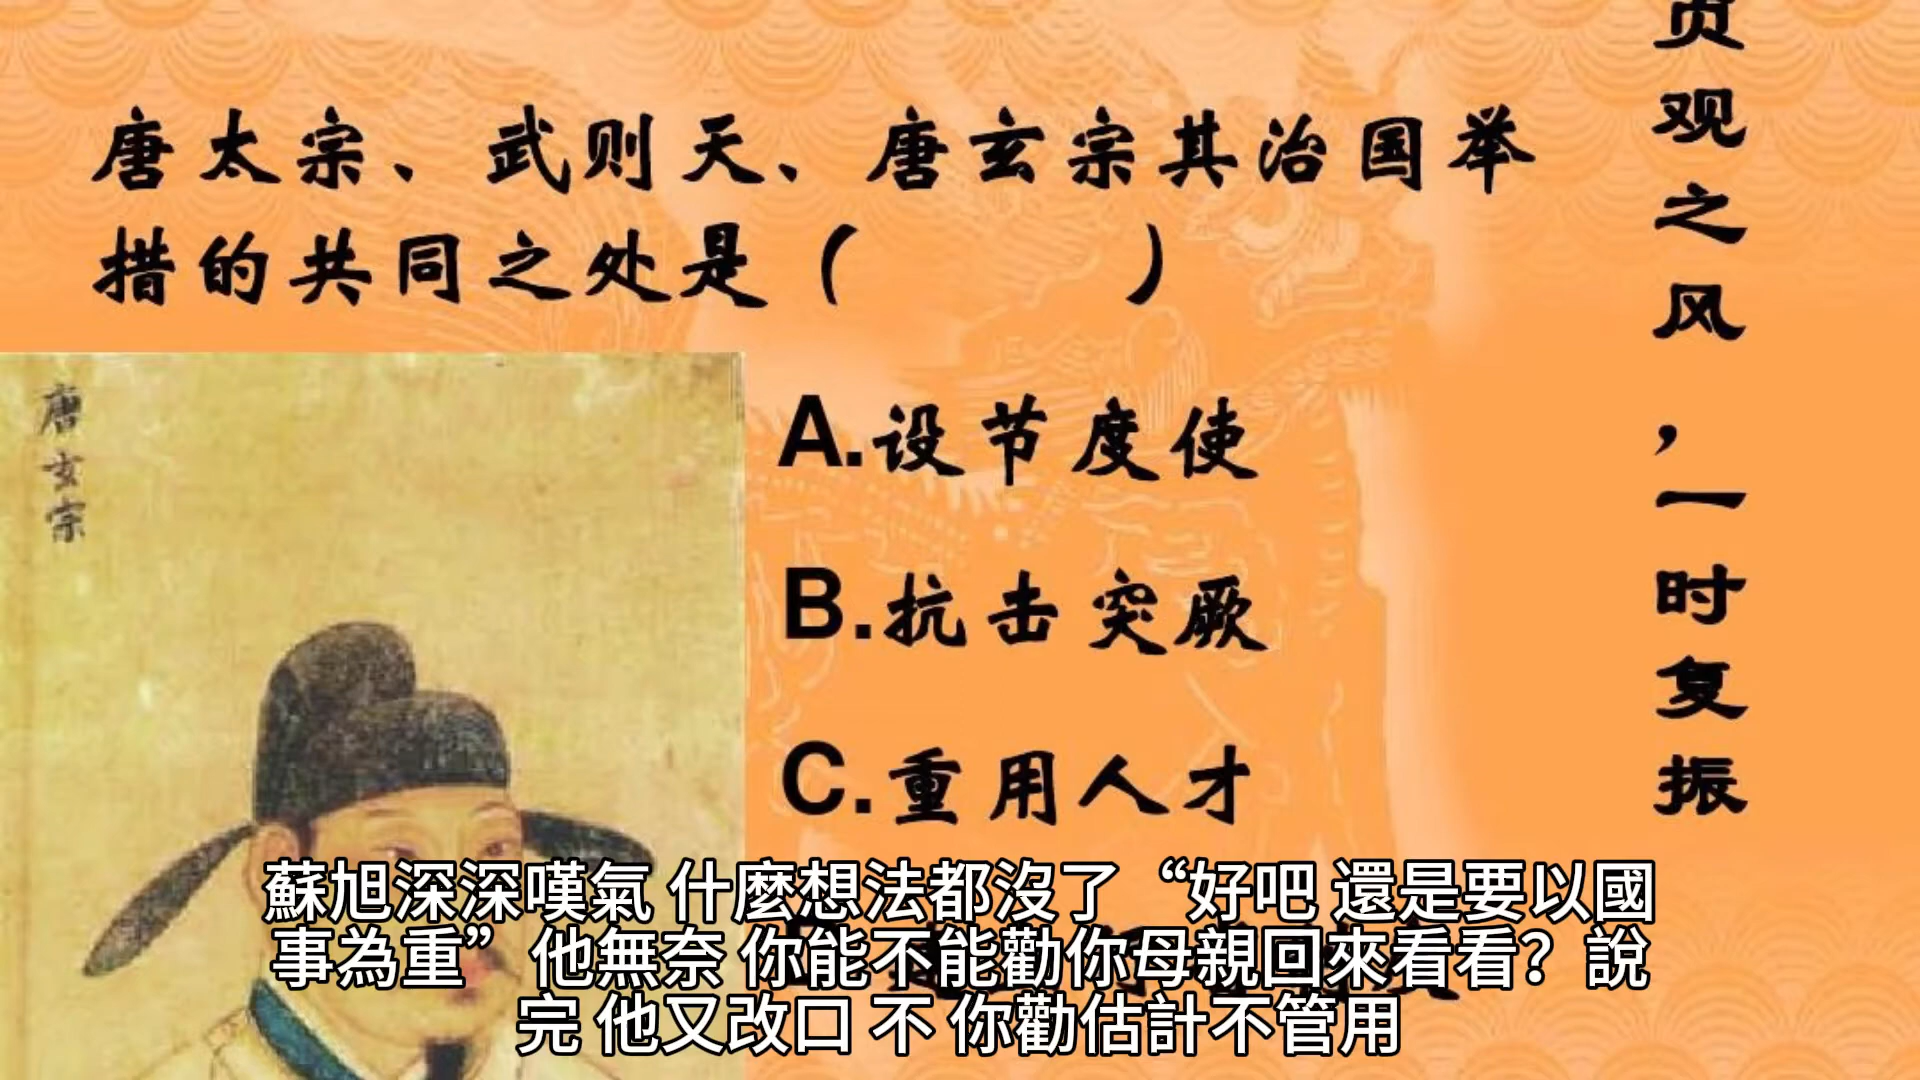 唐太宗、武则天、唐玄宗其治国举
措的共同之处是（ ）
A.设节度使
B.抗击突厥
C.重用人才
贞观之风，一时复振
唐玄宗
蘇旭深深嘆氣 什麼想法都沒了“好吧 還是要以國
事為重” 他無奈 你能不能勸你母親回來看看？說
完 他又改口 不 你勸估計不管用